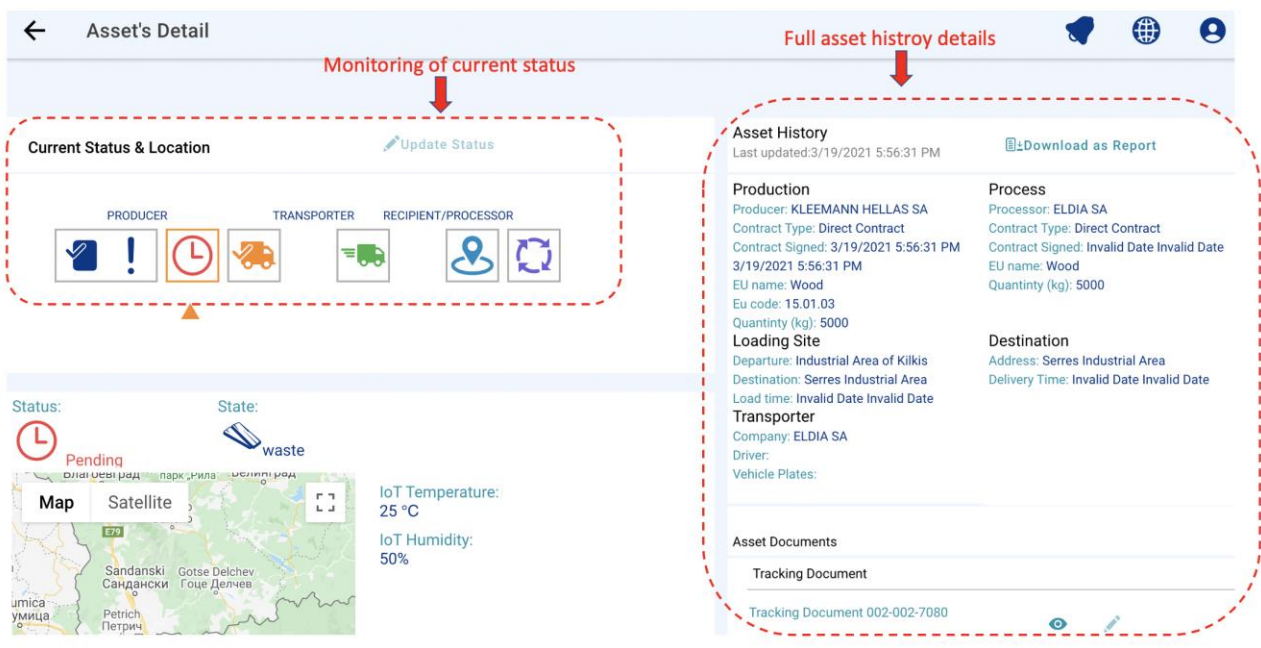 Asset's Detail
Full asset histroy details
Monitoring of current status
Current Status & Location
Update Status
PRODUCER
TRANSPORTER
RECIPIENT/PROCESSOR
Status:
State:
Pending
waste
Благоевград
парк „Рила
Велинград
Map
Satellite
E79
Sandanski
Сандански
Gotse Delchev
Гоце Делчев
umica
умица
Petrich
Петрич
IoT Temperature:
25 °C
IoT Humidity:
50%
Asset History
Last updated:3/19/2021 5:56:31 PM
Download as Report
Production
Producer: KLEEMANN HELLAS SA
Contract Type: Direct Contract
Contract Signed: 3/19/2021 5:56:31 PM
3/19/2021 5:56:31 PM
EU name: Wood
Eu code: 15.01.03
Quantinty (kg): 5000
Process
Processor: ELDIA SA
Contract Type: Direct Contract
Contract Signed: Invalid Date Invalid Date
EU name: Wood
Quantinty (kg): 5000
Loading Site
Departure: Industrial Area of Kilkis
Destination: Serres Industrial Area
Load time: Invalid Date Invalid Date
Destination
Address: Serres Industrial Area
Delivery Time: Invalid Date Invalid Date
Transporter
Company: ELDIA SA
Driver:
Vehicle Plates:
Asset Documents
Tracking Document
Tracking Document 002-002-7080